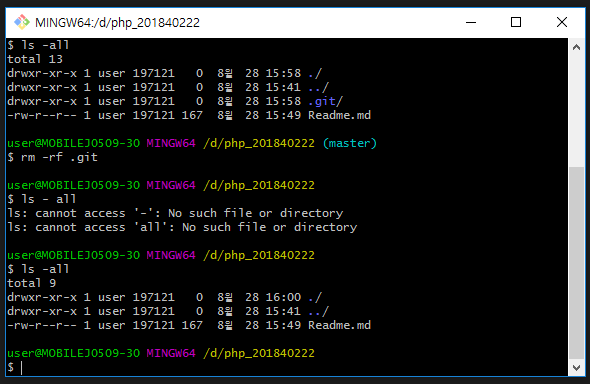 MINGW64:/d/php_201840222
$ ls -all
total 13
drwxr-xr-x 1 user 197121   0  8월  28 15:58 ./
drwxr-xr-x 1 user 197121   0  8월  28 15:41 ../
drwxr-xr-x 1 user 197121   0  8월  28 15:58 .git/
-rw-r--r-- 1 user 197121 167  8월  28 15:49 Readme.md
user@MOBILEJ0509-30 MINGW64 /d/php_201840222 (master)
$ rm -rf .git
user@MOBILEJ0509-30 MINGW64 /d/php_201840222
$ ls - all
ls: cannot access '-': No such file or directory
ls: cannot access 'all': No such file or directory
user@MOBILEJ0509-30 MINGW64 /d/php_201840222
$ ls -all
total 9
drwxr-xr-x 1 user 197121   0  8월  28 16:00 ./
drwxr-xr-x 1 user 197121   0  8월  28 15:41 ../
-rw-r--r-- 1 user 197121 167  8월  28 15:49 Readme.md
user@MOBILEJ0509-30 MINGW64 /d/php_201840222
$